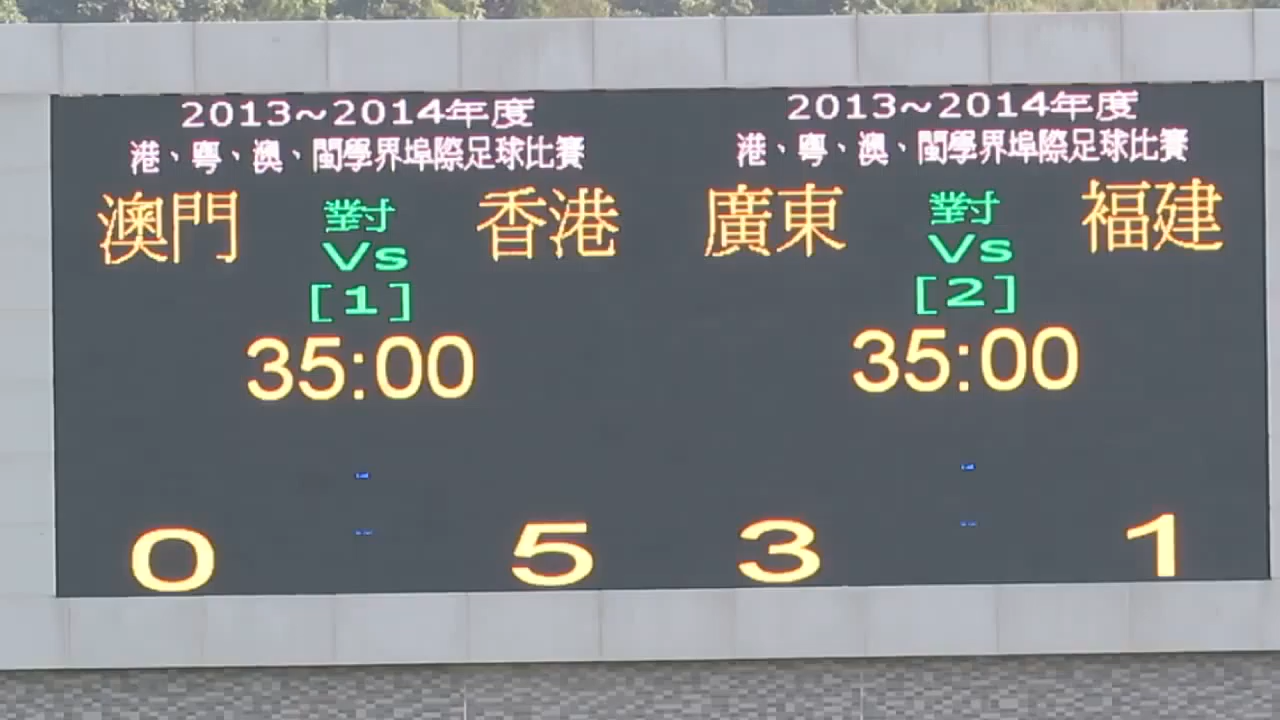 2013~2014年度
港、粵、澳、閩學界埠際足球比賽
澳門 對 香港
Vs
[1]
35:00
0 : 5
2013~2014年度
港、粵、澳、閩學界埠際足球比賽
廣東 對 福建
Vs
[2]
35:00
3 : 1